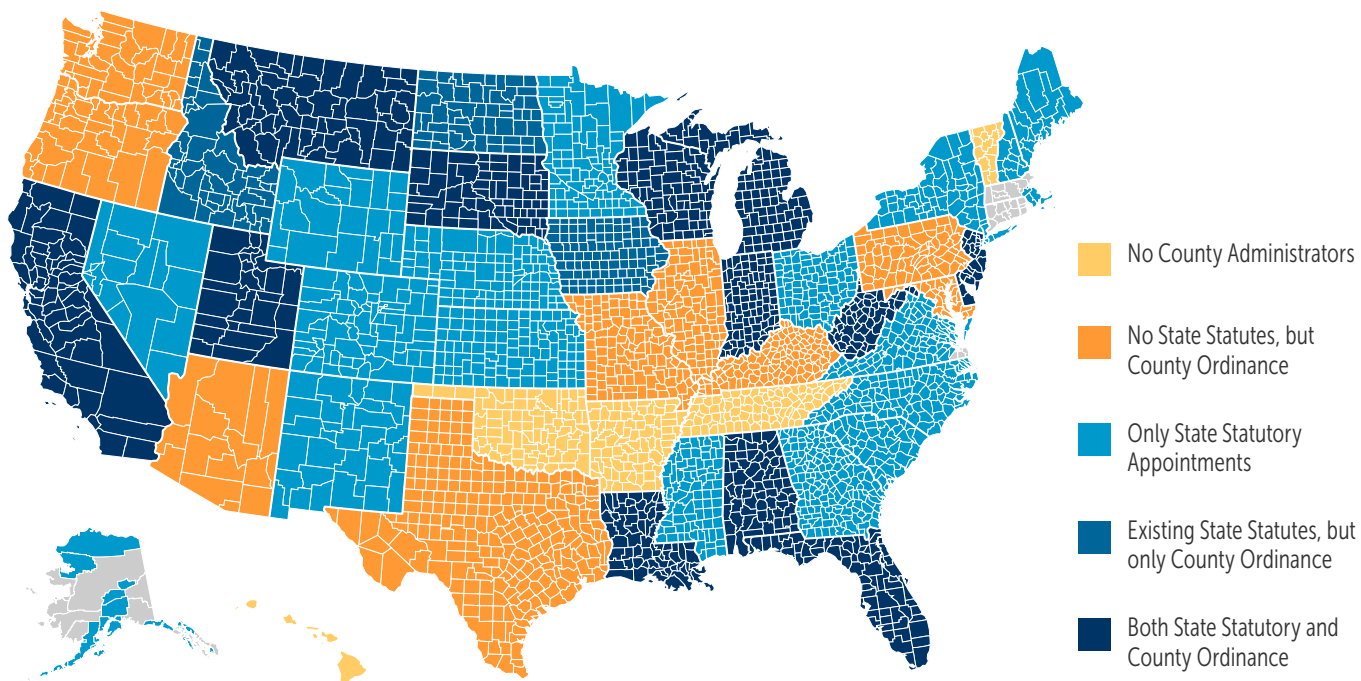 No County Administrators
No State Statutes, but
County Ordinance
Only State Statutory
Appointments
Existing State Statutes, but
only County Ordinance
Both State Statutory and
County Ordinance